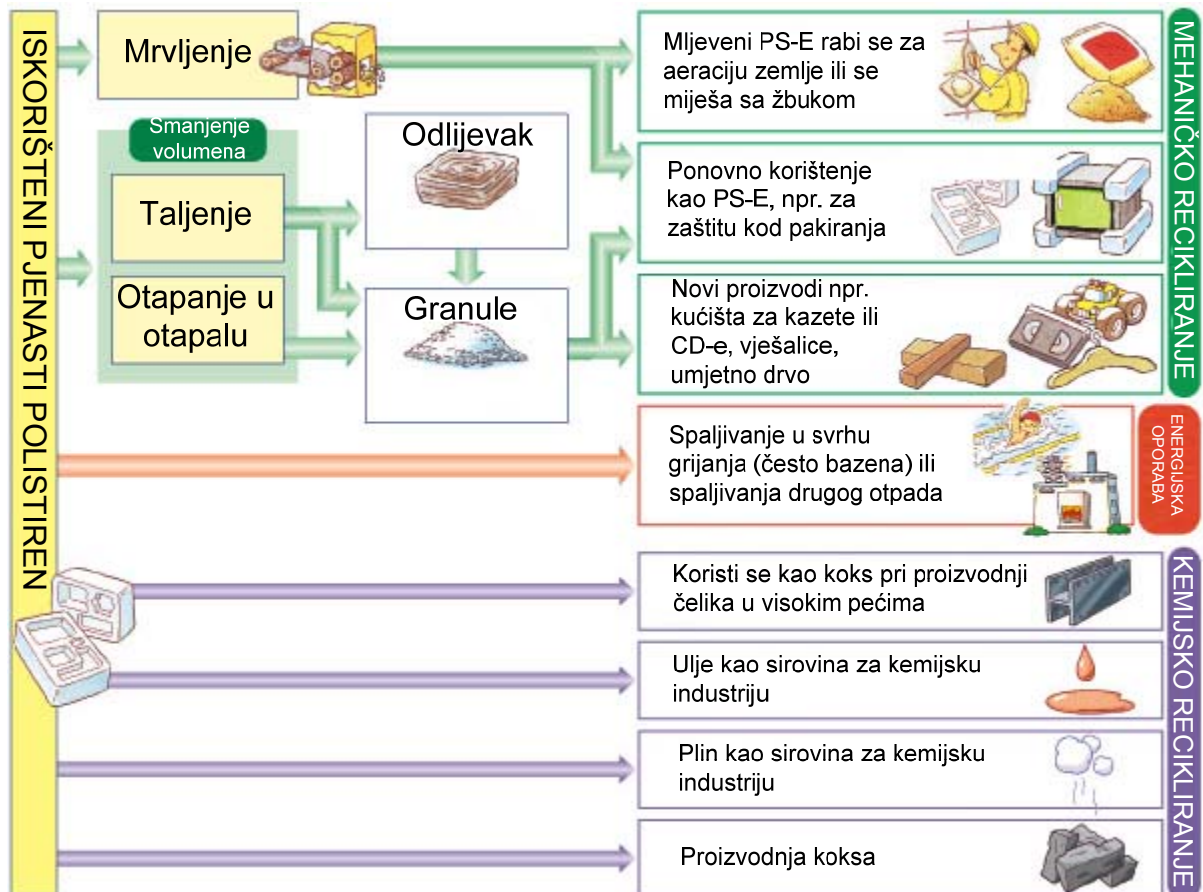 ISKORIŠTENI PJENASTI POLISTIREN
Mrvljenje
Smanjenje
volumena
Taljenje
Otapanje u
otapalu
Odlijevak
Granule
Mljeveni PS-E rabi se za
aeraciju zemlje ili se
miješa sa žbukom
Ponovno korištenje
kao PS-E, npr. za
zaštitu kod pakiranja
Novi proizvodi npr.
kućišta za kazete ili
CD-e, vješalice,
umjetno drvo
MEHANIČKO RECIKLIRANJE
Spaljivanje u svrhu
grijanja (često bazena) ili
spaljivanja drugog otpada
ENERGIJSKA
OPORABA
Koristi se kao koks pri proizvodnji
čelika u visokim pećima
Ulje kao sirovina za kemijsku
industriju
Plin kao sirovina za kemijsku
industriju
Proizvodnja koksa
KEMIJSKO RECIKLIRANJE